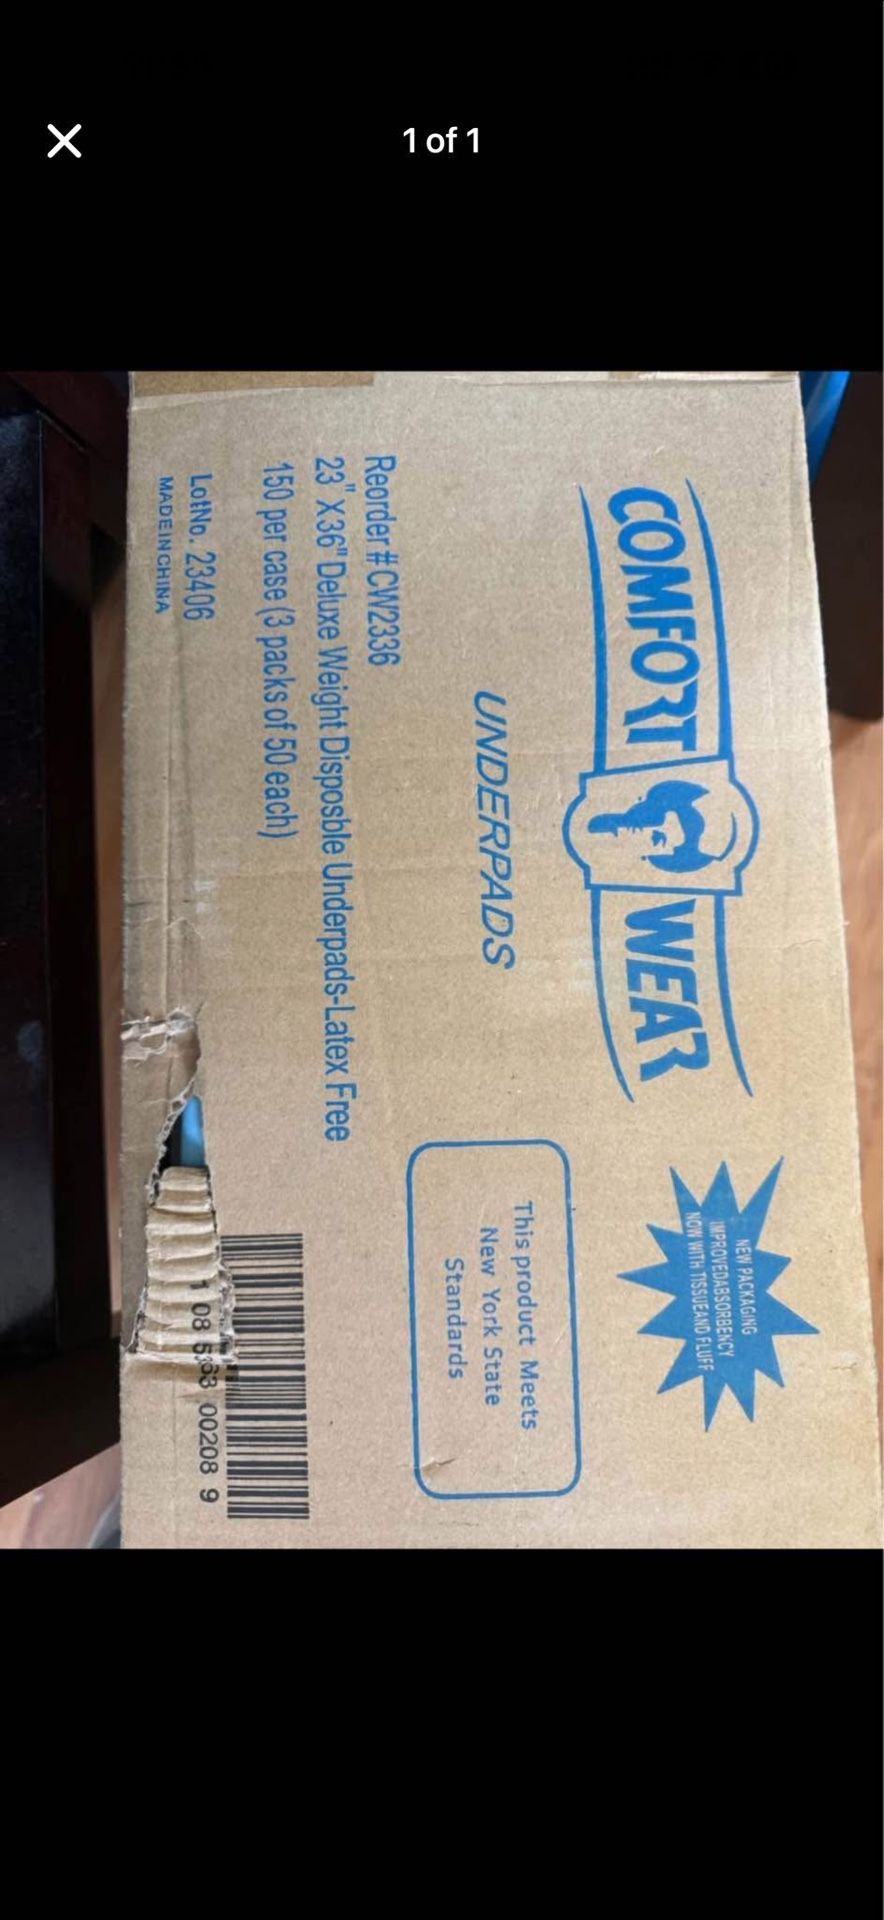 1 of 1
COMFORT WEAR
NEW PACKAGING
IMPROVEDABSORBENCY
NOW WITH TISSUEAND FLUFF
UNDERPADS
This product Meets
New York State
Standards
Reorder # CW2336
23" X36" Deluxe Weight Disposble Underpads-Latex Free
150 per case (3 packs of 50 each)
LotNo. 23406
MADEINCHINA
08 00208 9